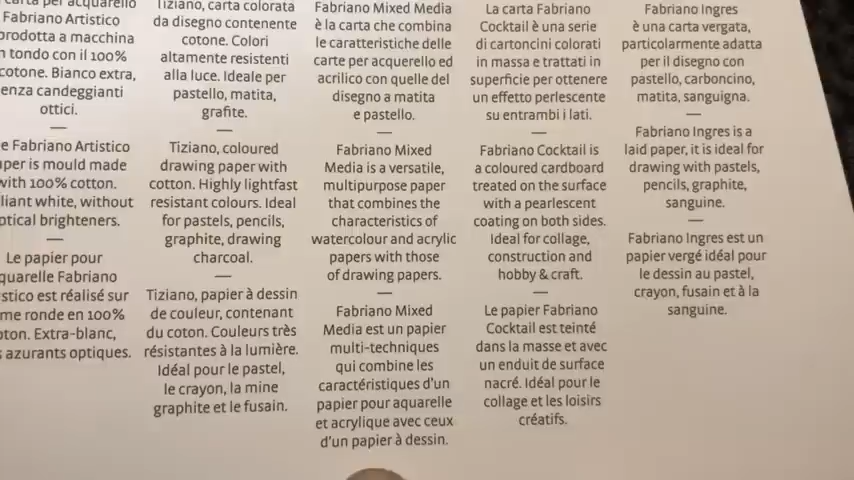 Fabriano Artistico
prodotta a macchina
tondo con il 100%
cotone. Bianco extra,
candeggianti
ottici.
—
Fabriano Artistico
is mould made
with 100% cotton.
white, without
optical brighteners.
—
Le papier pour
Fabriano
est réalisé sur
ronde en 100%
Extra-blanc,
azurants optiques.
Tiziano, carta colorata
da disegno contenente
cotone. Colori
altamente resistenti
alla luce. Ideale per
pastello, matita,
grafite.
—
Tiziano, coloured
drawing paper with
cotton. Highly lightfast
resistant colours. Ideal
for pastels, pencils,
graphite, drawing
charcoal.
—
Tiziano, papier à dessin
de couleur, contenant
du coton. Couleurs très
résistantes à la lumière.
Idéal pour le pastel,
le crayon, la mine
graphite et le fusain.
Fabriano Mixed Media
è la carta che combina
le caratteristiche delle
carte per acquerello ed
acrilico con quelle del
disegno a matita
e pastello.
—
Fabriano Mixed
Media is a versatile,
multipurpose paper
that combines the
characteristics of
watercolour and acrylic
papers with those
of drawing papers.
—
Fabriano Mixed
Media est un papier
multi-techniques
qui combine les
caractéristiques d'un
papier pour aquarelle
et acrylique avec ceux
d'un papier à dessin.
La carta Fabriano
Cocktail è una serie
di cartoncini colorati
in massa e trattati in
superficie per ottenere
un effetto perlescente
su entrambi i lati.
—
Fabriano Cocktail is
a coloured cardboard
treated on the surface
with a pearlescent
coating on both sides.
Ideal for collage,
construction and
hobby & craft.
—
Le papier Fabriano
Cocktail est teinté
dans la masse et avec
un enduit de surface
nacré. Idéal pour le
collage et les loisirs
créatifs.
Fabriano Ingres
è una carta vergata,
particolarmente adatta
per il disegno con
pastello, carboncino,
matita, sanguigna.
—
Fabriano Ingres is a
laid paper, it is ideal for
drawing with pastels,
pencils, graphite,
sanguine.
—
Fabriano Ingres est un
papier vergé idéal pour
le dessin au pastel,
crayon, fusain et à la
sanguine.